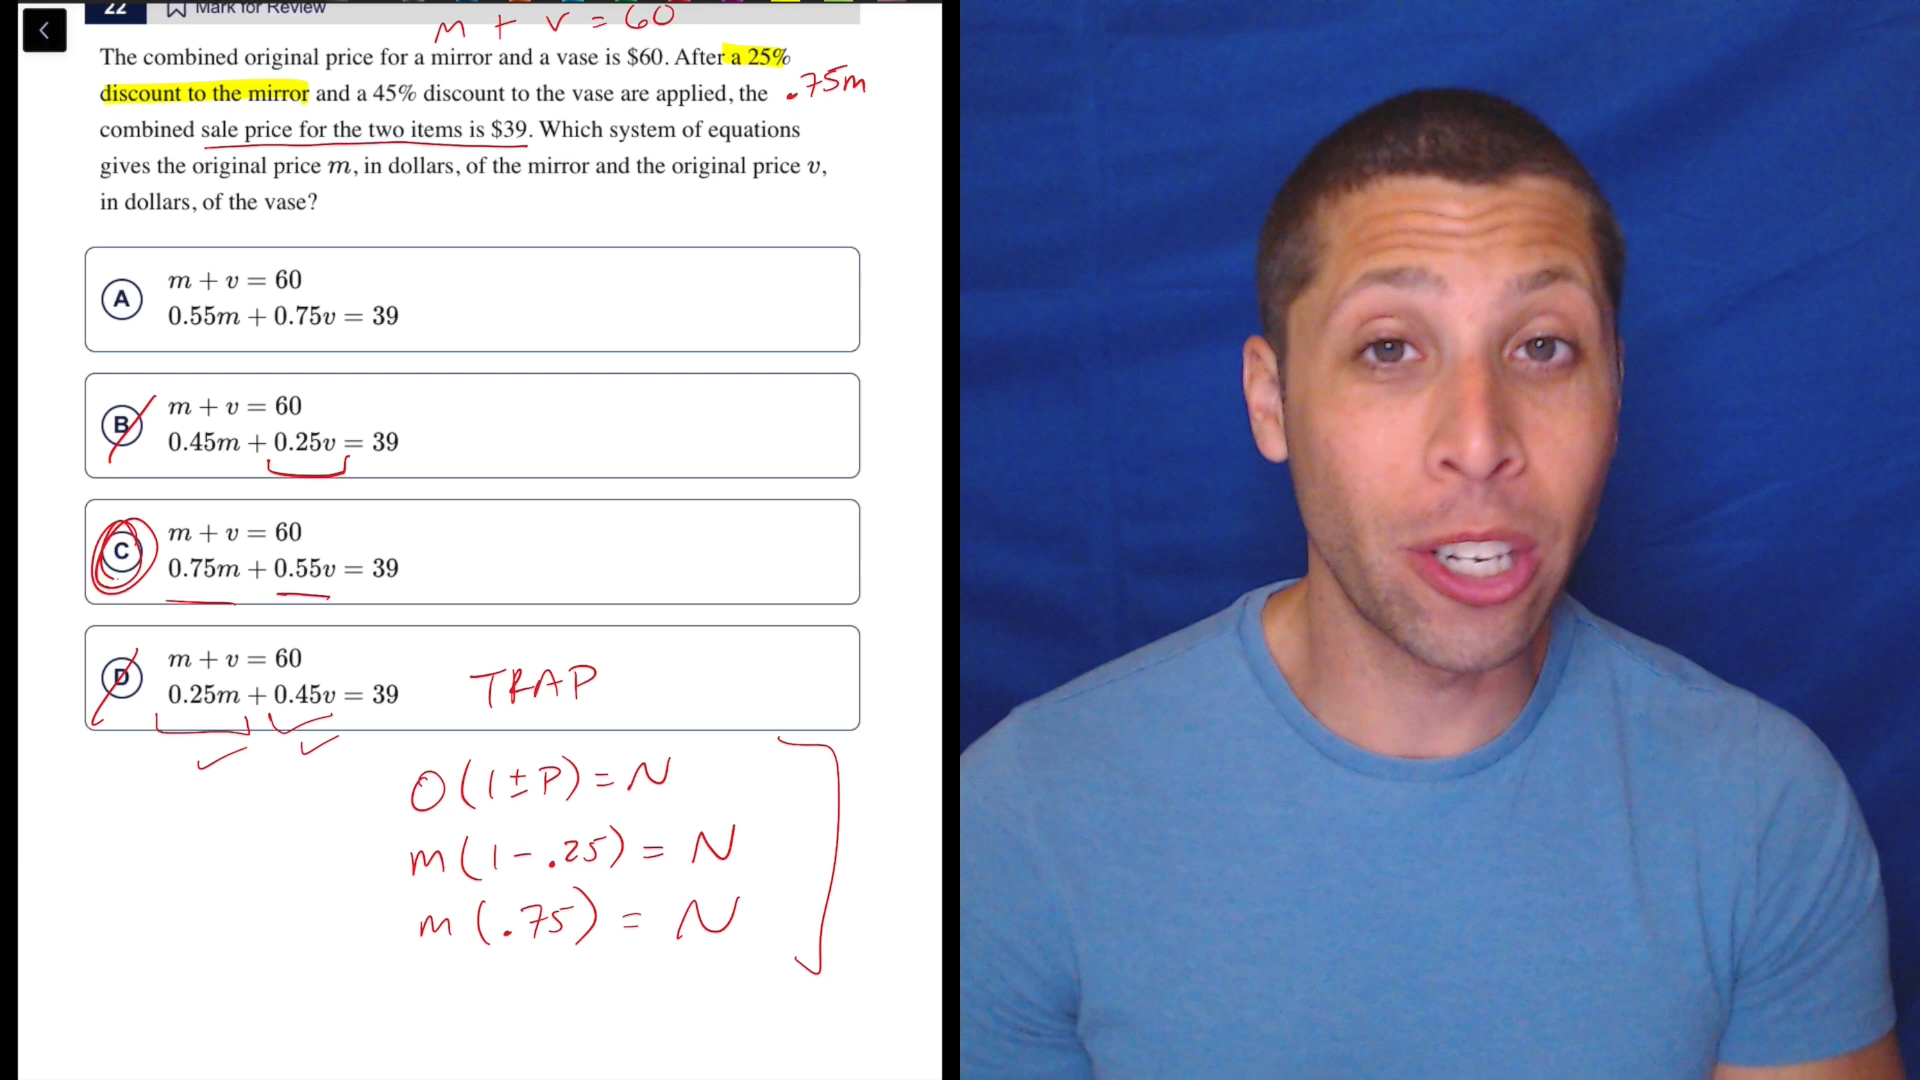 22 Mark for Review
m + v = 60
The combined original price for a mirror and a vase is $60. After a 25%
discount to the mirror and a 45% discount to the vase are applied, the .75m
combined sale price for the two items is $39. Which system of equations
gives the original price m, in dollars, of the mirror and the original price v,
in dollars, of the vase?
A
m + v = 60
0.55m + 0.75v = 39
B
m + v = 60
0.45m + 0.25v = 39
C
m + v = 60
0.75m + 0.55v = 39
D
m + v = 60
0.25m + 0.45v = 39
TRAP
O(1±P) = N
m(1-.25) = N
m(.75) = N